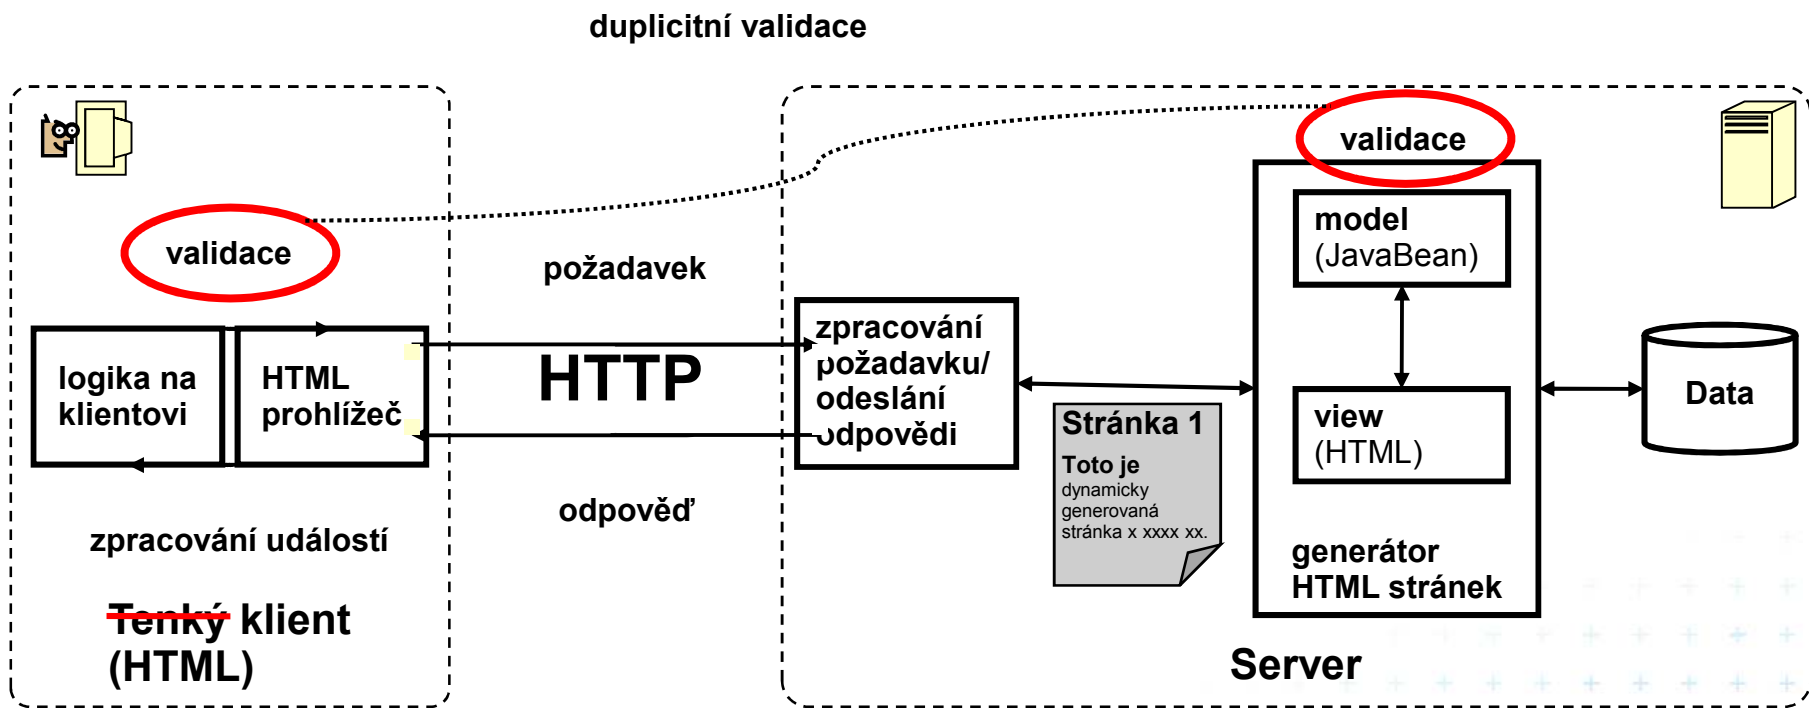 duplicitní validace
validace
logika na
klientovi
HTML
prohlížeč
zpracování událostí
Tenký klient
(HTML)
požadavek
HTTP
odpověď
zpracování
požadavku/
odeslání
odpovědi
Stránka 1
Toto je
dynamicky
generovaná
stránka x xxxx xx.
validace
model
(JavaBean)
view
(HTML)
generátor
HTML stránek
Data
Server